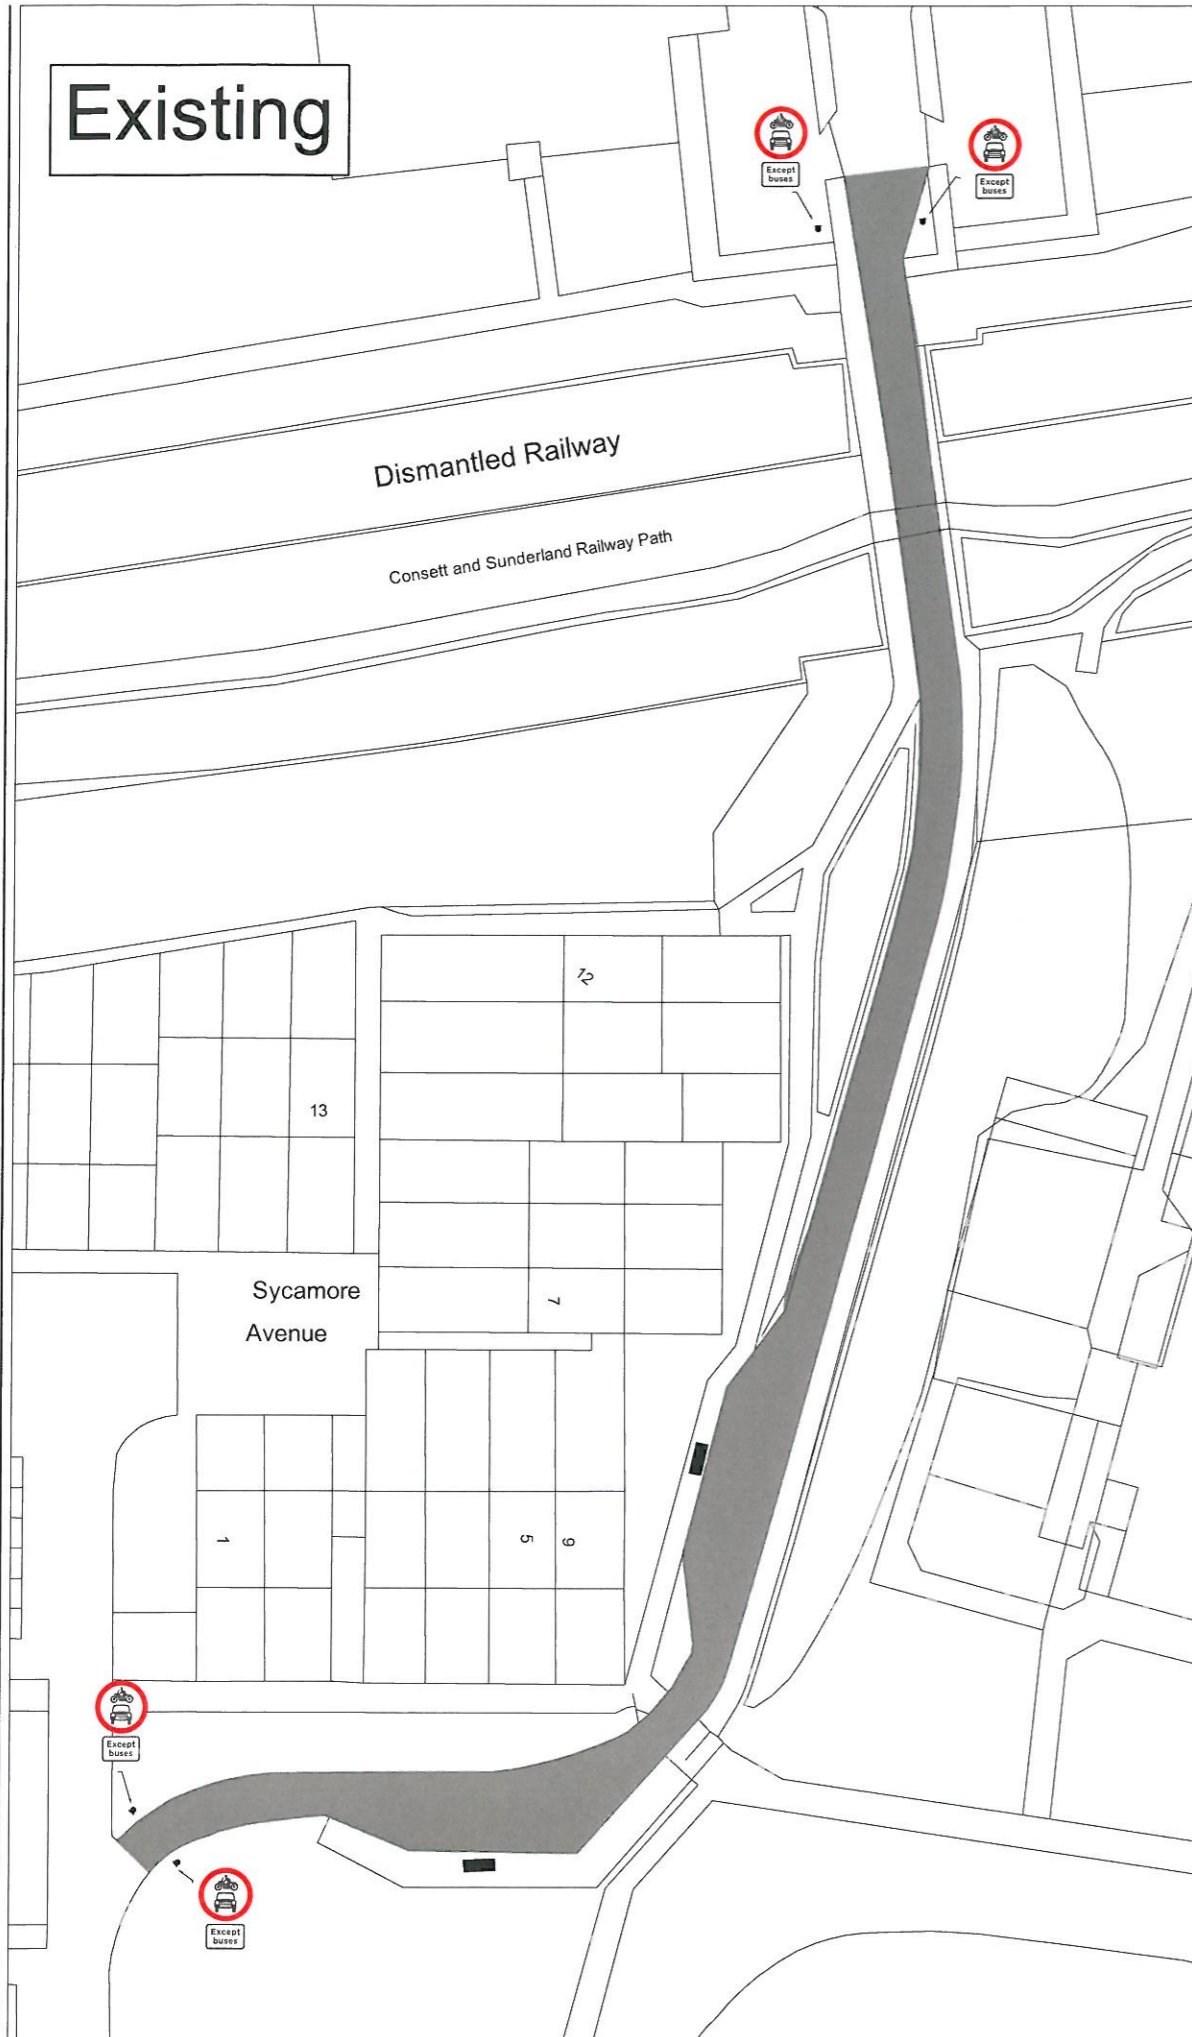 Existing
Except
buses
Except
buses
Dismantled Railway
Consett and Sunderland Railway Path
12
13
Sycamore
Avenue
7
1
5
9
Except
buses
Except
buses